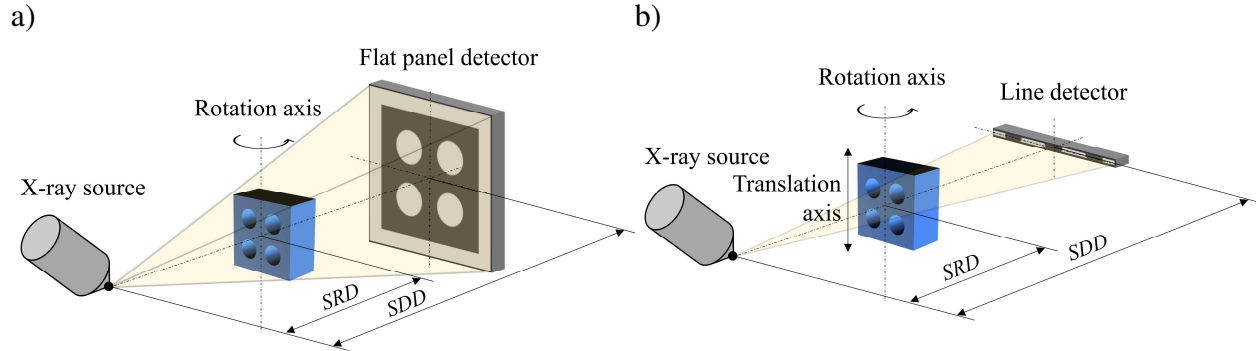 a)
Flat panel detector
Rotation axis
X-ray source
SRD
SDD
b)
Rotation axis
Line detector
X-ray source
Translation
axis
SRD
SDD